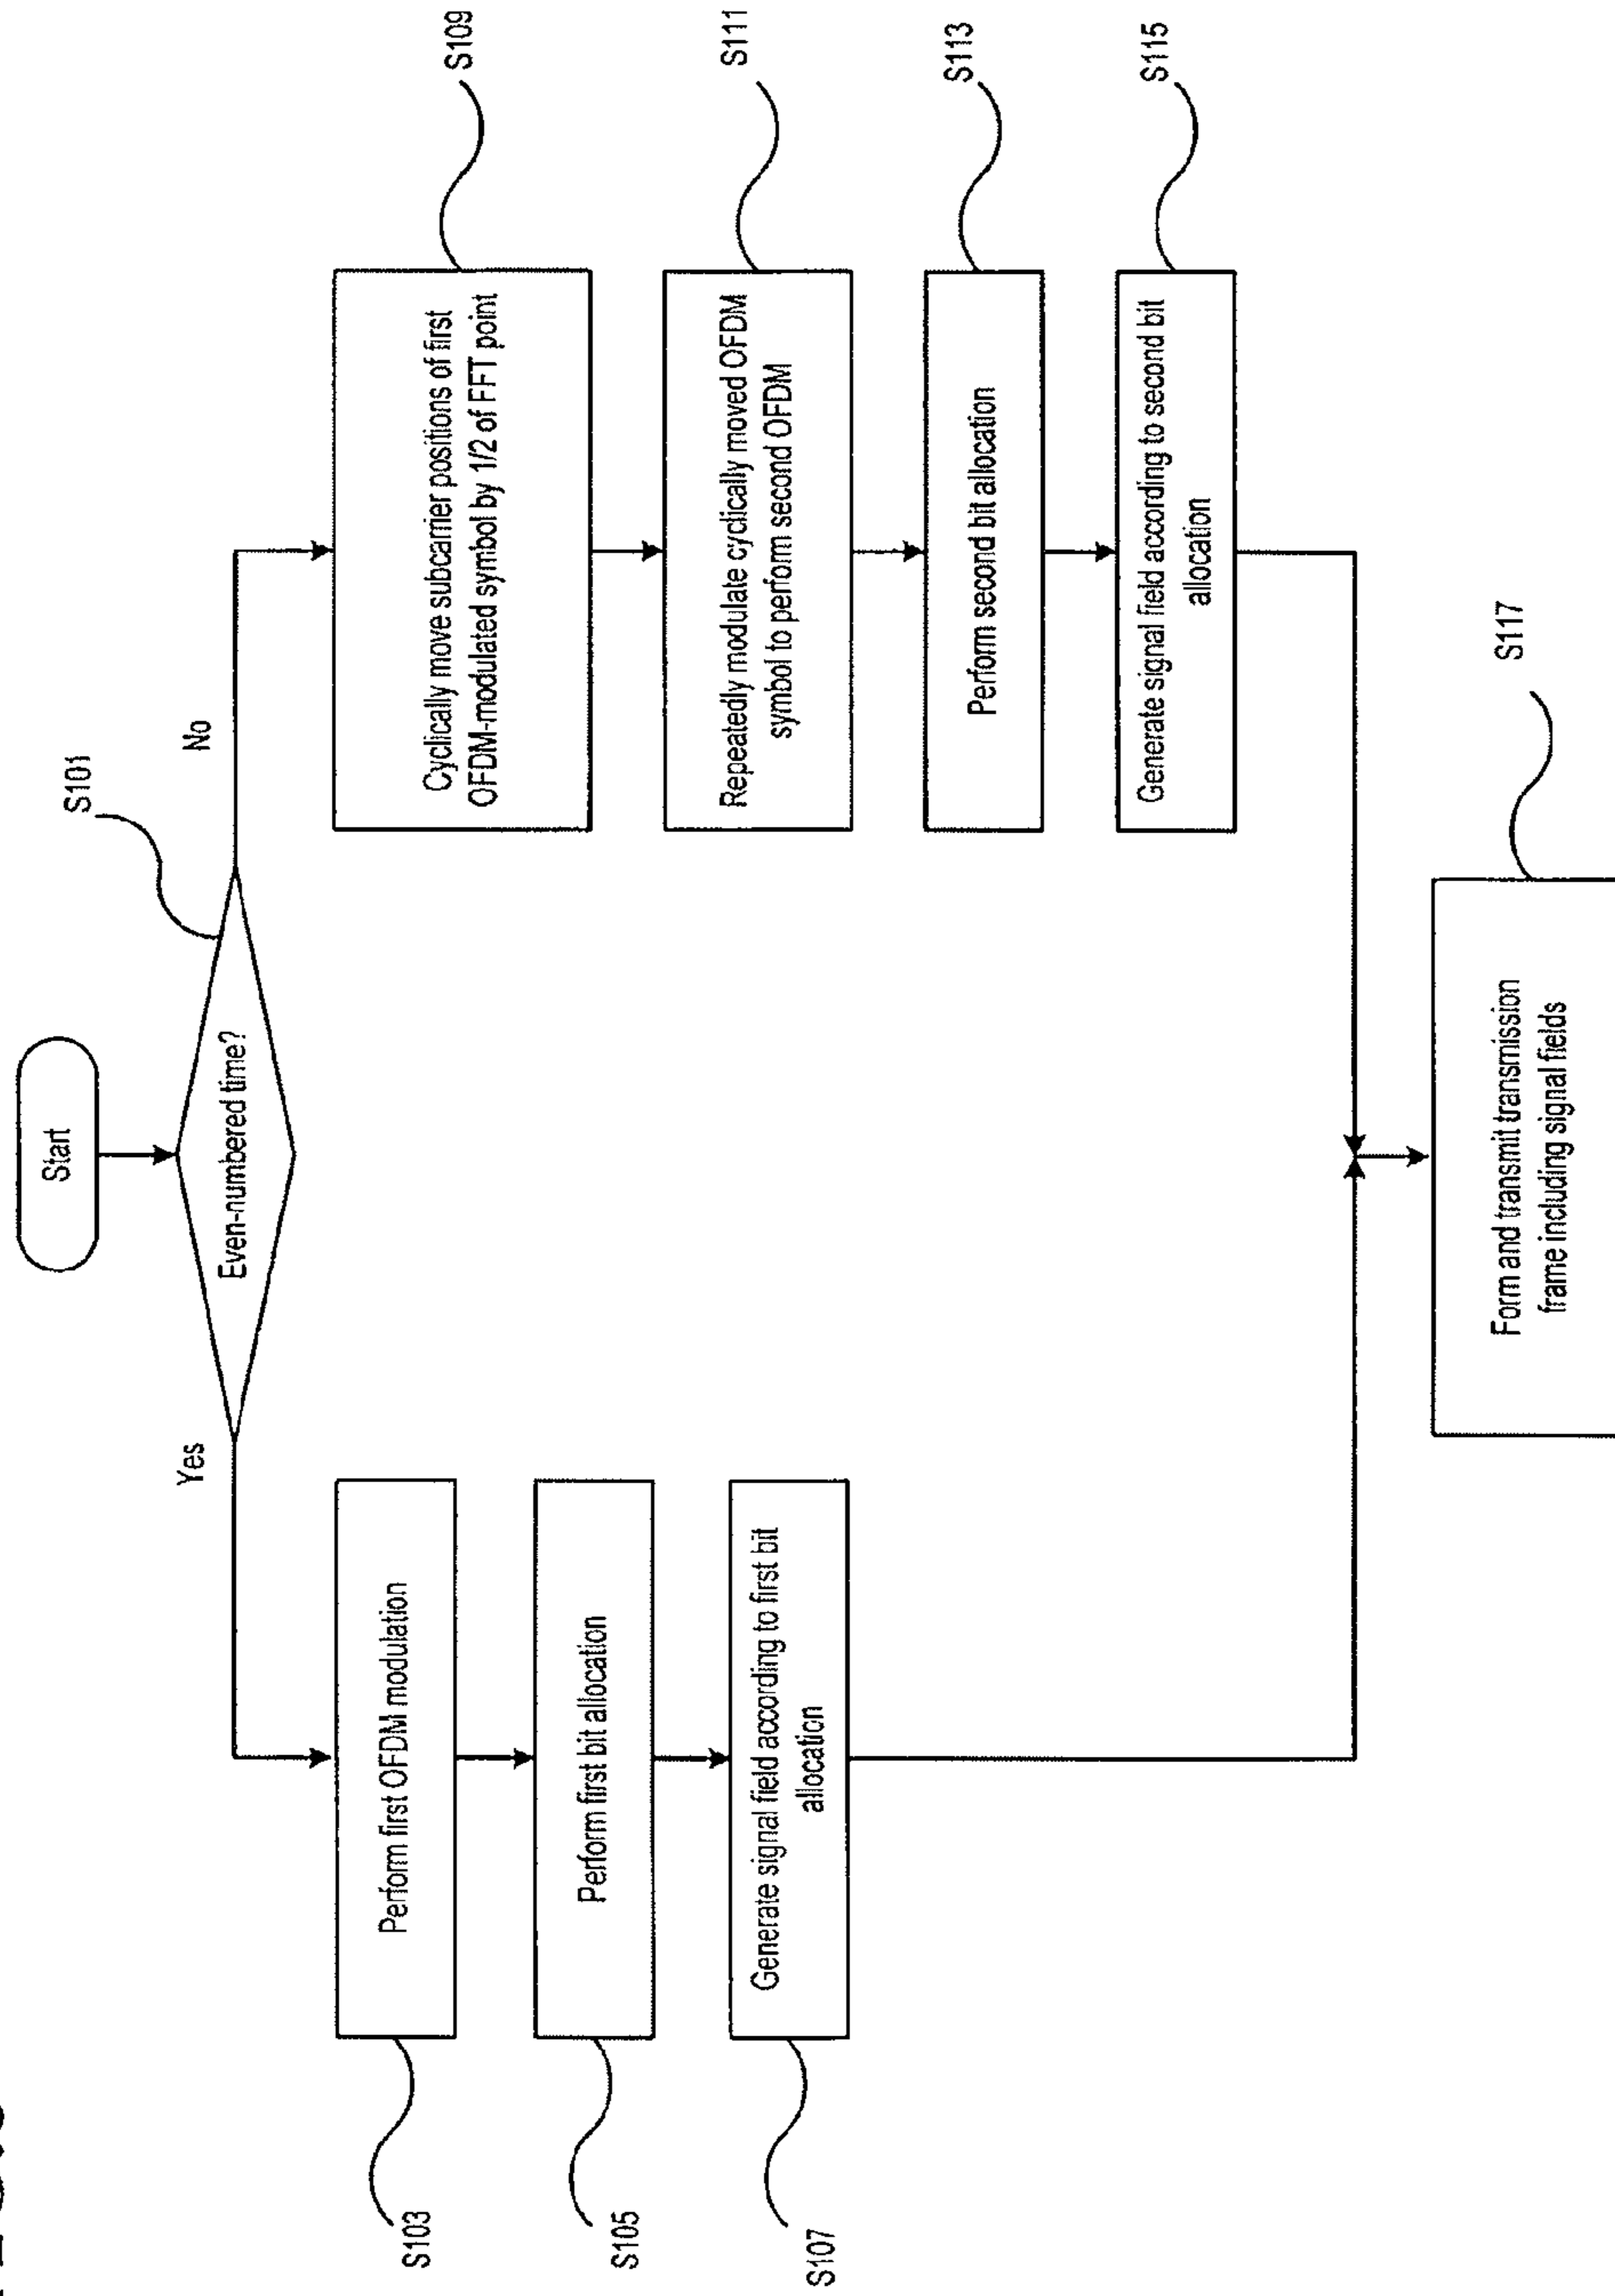 Start
S101
Even-numbered time?
Yes
No
Perform first OFDM modulation
S103
Perform first bit allocation
S105
Generate signal field according to first bit
allocation
S107
Cyclically move subcarrier positions of first
OFDM-modulated symbol by 1/2 of FFT point
S109
Repeatedly modulate cyclically moved OFDM
symbol to perform second OFDM
S111
Perform second bit allocation
S113
Generate signal field according to second bit
allocation
S115
Form and transmit transmission
frame including signal fields
S117